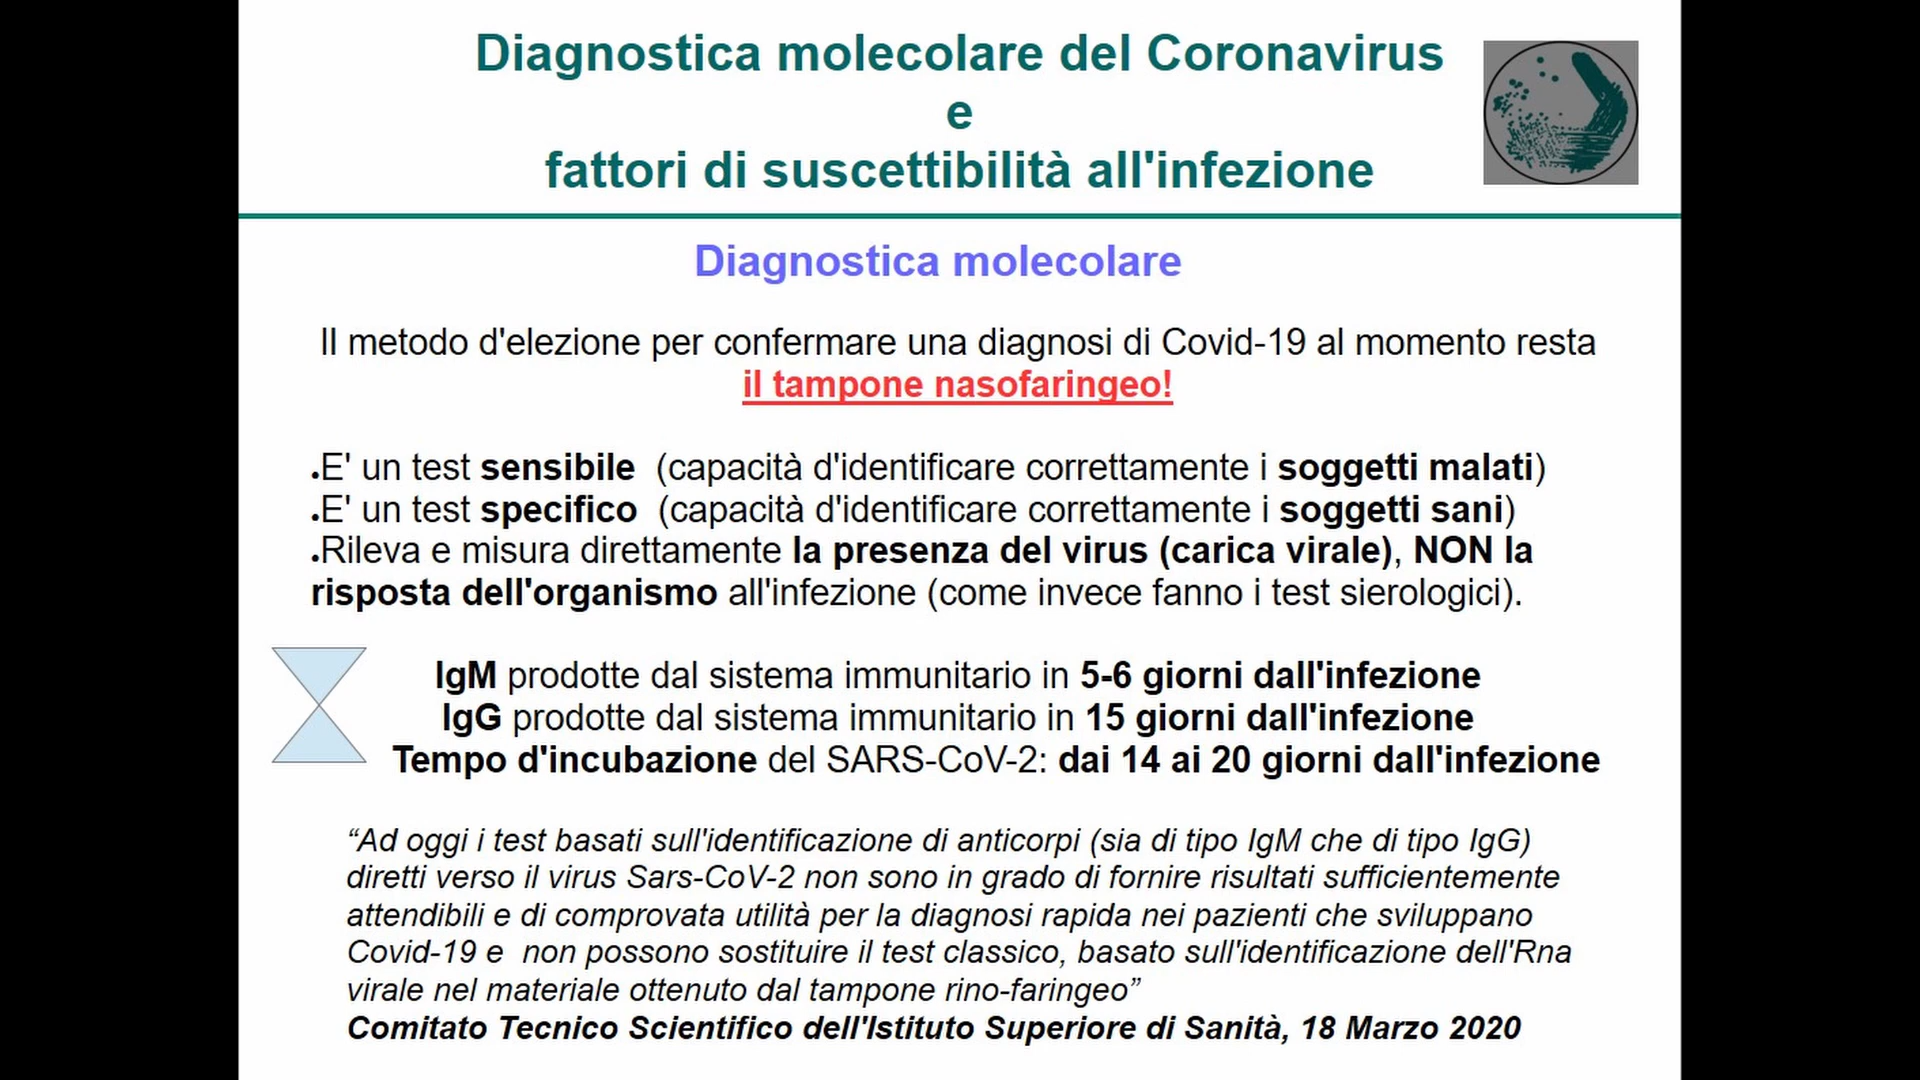 Diagnostica molecolare del Coronavirus
e
fattori di suscettibilità all'infezione
Diagnostica molecolare
Il metodo d'elezione per confermare una diagnosi di Covid-19 al momento resta
il tampone nasofaringeo!
●E' un test sensibile  (capacità d'identificare correttamente i soggetti malati)
●E' un test specifico  (capacità d'identificare correttamente i soggetti sani)
●Rileva e misura direttamente la presenza del virus (carica virale), NON la
risposta dell'organismo all'infezione (come invece fanno i test sierologici).
IgM prodotte dal sistema immunitario in 5-6 giorni dall'infezione
IgG prodotte dal sistema immunitario in 15 giorni dall'infezione
Tempo d'incubazione del SARS-CoV-2: dai 14 ai 20 giorni dall'infezione
“Ad oggi i test basati sull'identificazione di anticorpi (sia di tipo IgM che di tipo IgG)
diretti verso il virus Sars-CoV-2 non sono in grado di fornire risultati sufficientemente
attendibili e di comprovata utilità per la diagnosi rapida nei pazienti che sviluppano
Covid-19 e  non possono sostituire il test classico, basato sull'identificazione dell'Rna
virale nel materiale ottenuto dal tampone rino-faringeo”
Comitato Tecnico Scientifico dell'Istituto Superiore di Sanità, 18 Marzo 2020